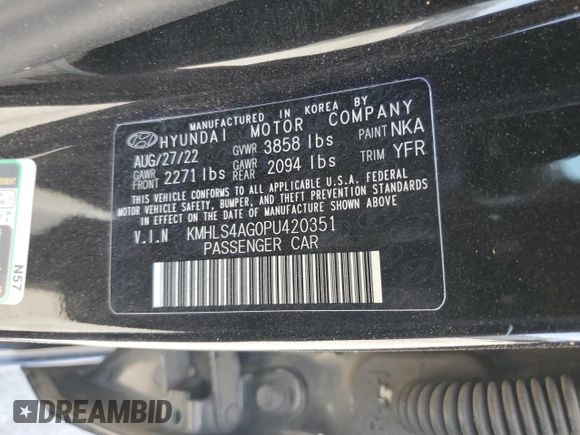 MANUFACTURED IN KOREA BY
HYUNDAI MOTOR COMPANY
AUG/27/22 GVWR 3858 lbs PAINT NKA
GAWR FRONT 2271 lbs GAWR REAR 2094 lbs TRIM YFR
THIS VEHICLE CONFORMS TO ALL APPLICABLE U.S.A. FEDERAL
MOTOR VEHICLE SAFETY, BUMPER, AND THEFT PREVENTION STANDARDS
IN EFFECT ON THE DATE OF MANUFACTURE SHOWN ABOVE.
V.I.N KMHLS4AG0PU420351
PASSENGER CAR
N57
DREAMBID